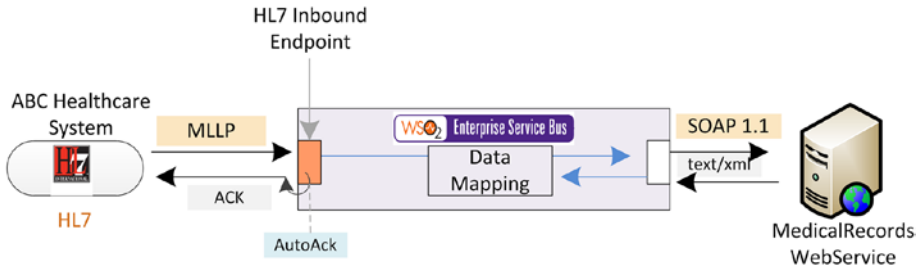 HL7 Inbound
Endpoint
ABC Healthcare
System
MLLP
WSO2 Enterprise Service Bus
SOAP 1.1
HL7
INTERNATIONAL
Data
Mapping
text/xml
ACK
HL7
AutoAck
MedicalRecords
WebService